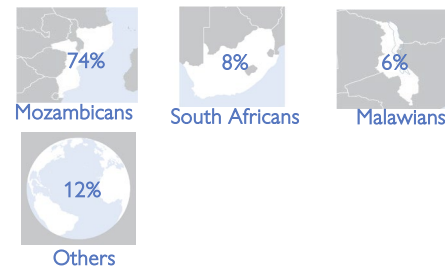 74%
Mozambicans
8%
South Africans
6%
Malawians
12%
Others